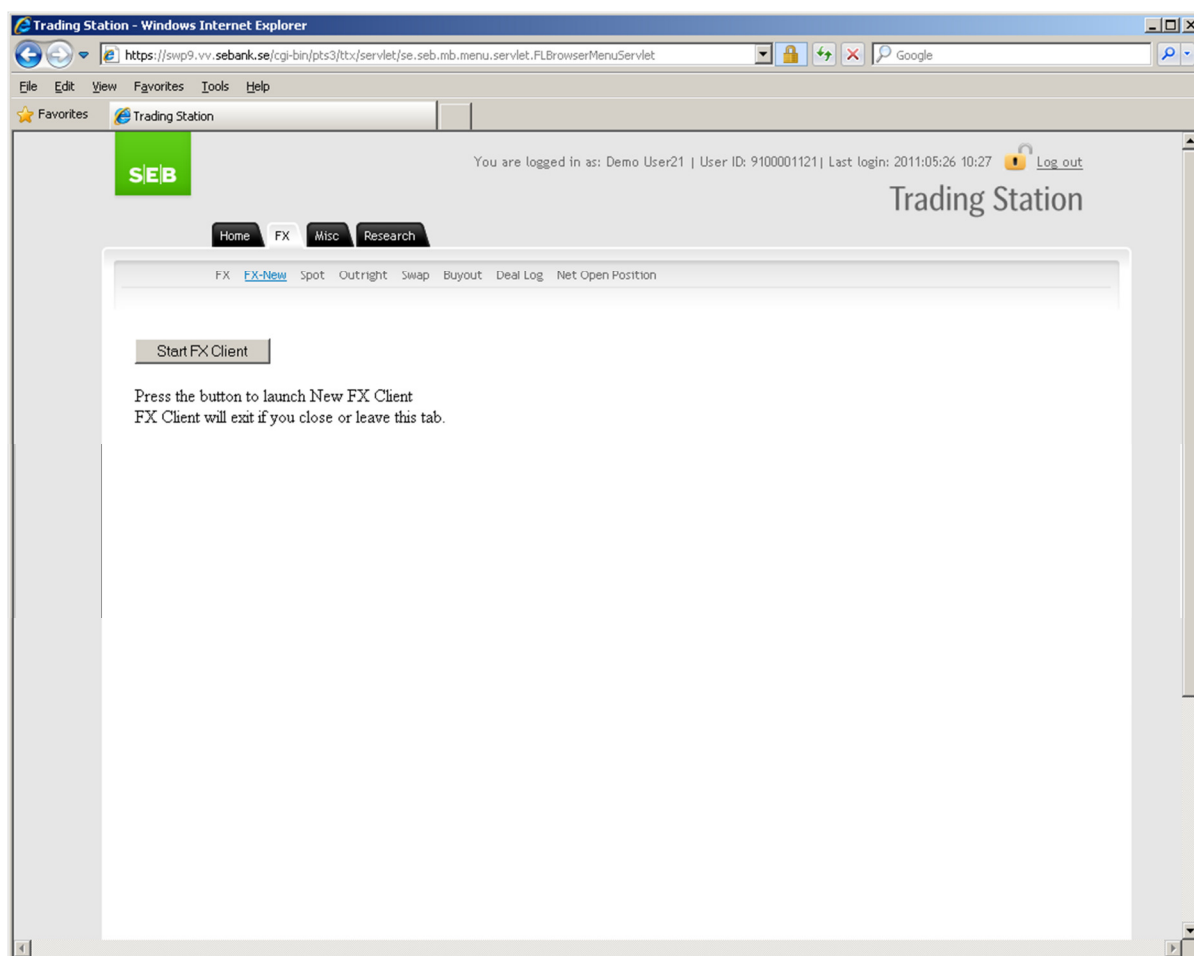 Trading Station - Windows Internet Explorer
https://swp9.vv.sebank.se/cgi-bin/pts3/ttx/servlet/se.seb.mb.menu.servlet.FLBrowserMenuServlet
Google
File Edit View Favorites Tools Help
Favorites Trading Station
S|E|B
You are logged in as: Demo User21 | User ID: 9100001121| Last login: 2011:05:26 10:27 Log out
Trading Station
Home FX Misc Research
FX FX-New Spot Outright Swap Buyout Deal Log Net Open Position
Start FX Client
Press the button to launch New FX Client
FX Client will exit if you close or leave this tab.